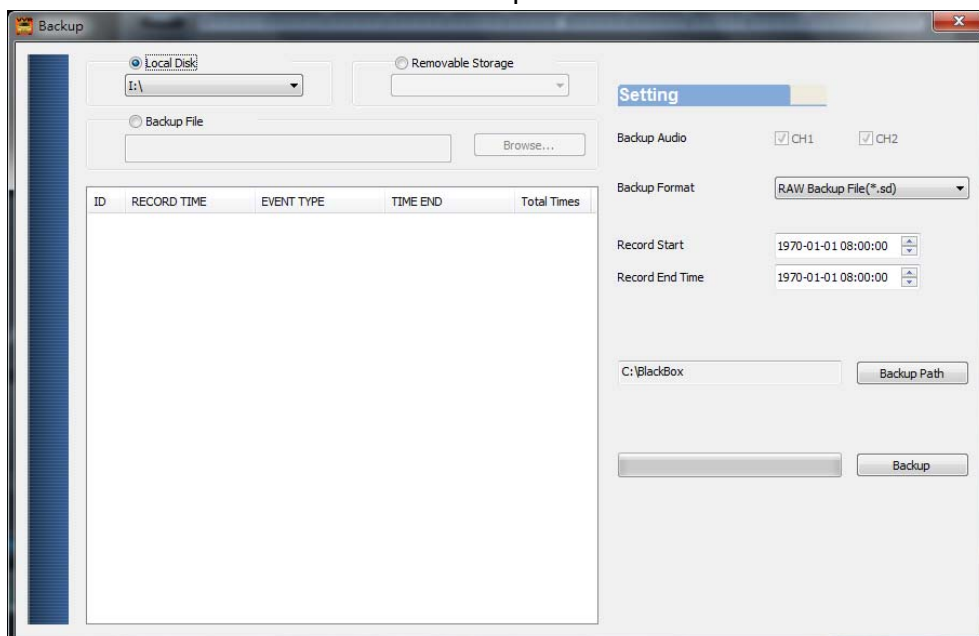 Backup
Local Disk
Removable Storage
I:\
Backup File
Browse...
ID RECORD TIME EVENT TYPE TIME END Total Times
Setting
Backup Audio CH1 CH2
Backup Format RAW Backup File(*.sd)
Record Start 1970-01-01 08:00:00
Record End Time 1970-01-01 08:00:00
C:\BlackBox Backup Path
Backup